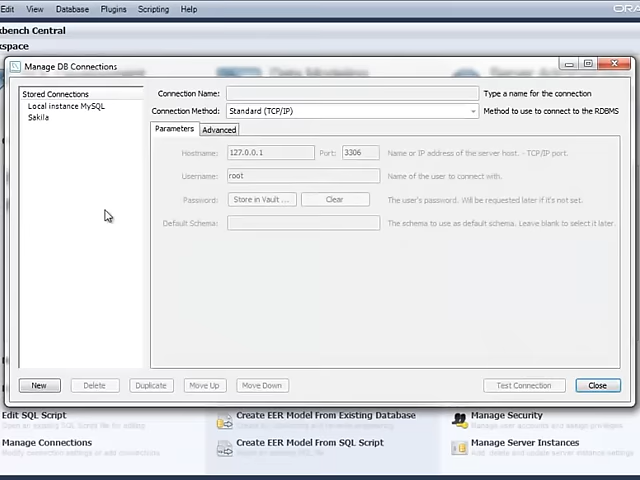 Edit View Database Plugins Scripting Help
kbench Central
kspace
Manage DB Connections
Stored Connections
Local instance MySQL
Sakila
Connection Name: Type a name for the connection
Connection Method: Standard (TCP/IP) Method to use to connect to the RDBMS
Parameters Advanced
Hostname: 127.0.0.1 Port: 3306 Name or IP address of the server host. - TCP/IP port.
Username: root Name of the user to connect with.
Password: Store in Vault ... Clear The user's password. Will be requested later if it's not set.
Default Schema: The schema to use as default schema. Leave blank to select it later.
New Delete Duplicate Move Up Move Down Test Connection Close
Edit SQL Script
Create EER Model From Existing Database
Manage Security
Manage Connections
Create EER Model From SQL Script
Manage Server Instances